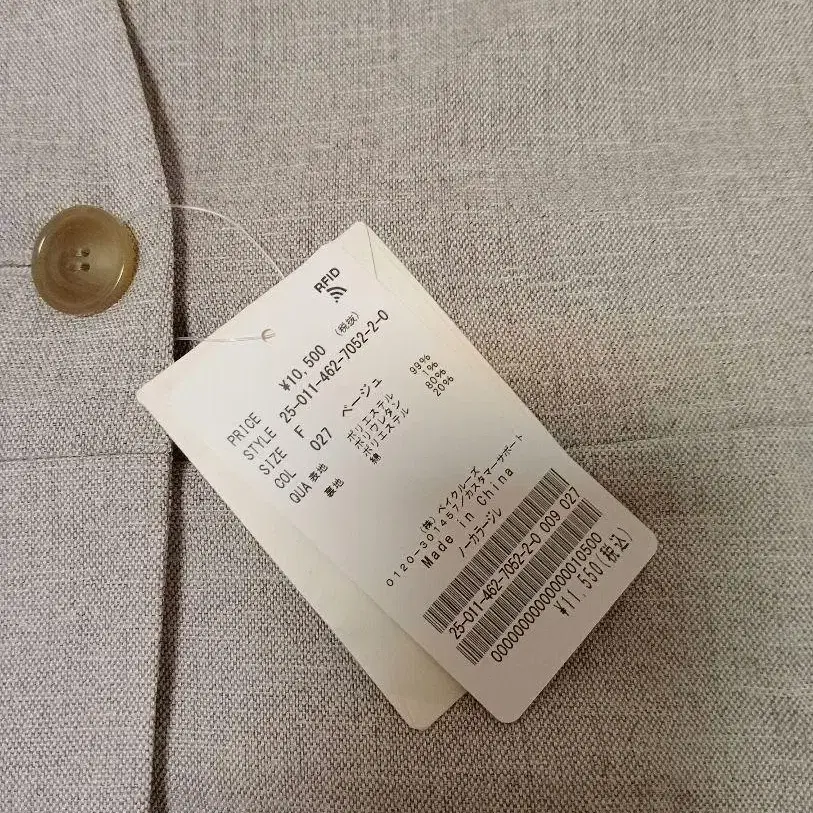 RFID
PRICE ¥10,500 (税抜)
STYLE 25-011-462-7052-2-0
SIZE F
COL 027 ベージュ
QUA 表地 ポリエステル 99%
ポリウレタン 1%
裏地 ポリエステル 80%
綿 20%
(株)ベイクルーズ
0120-301457/カスタマーサポート
Made in China
ノーカラージレ
25-011-462-7052-2-0 009 027
0000000000000010500
¥11,550(税込)